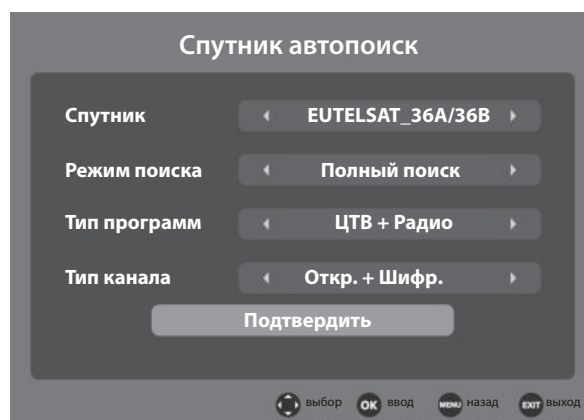 Спутник автопоиск
Спутник EUTELSAT_36A/36B
Режим поиска Полный поиск
Тип программ ЦТВ + Радио
Тип канала Откр. + Шифр.
Подтвердить
выбор OK ввод MENU назад EXIT выход